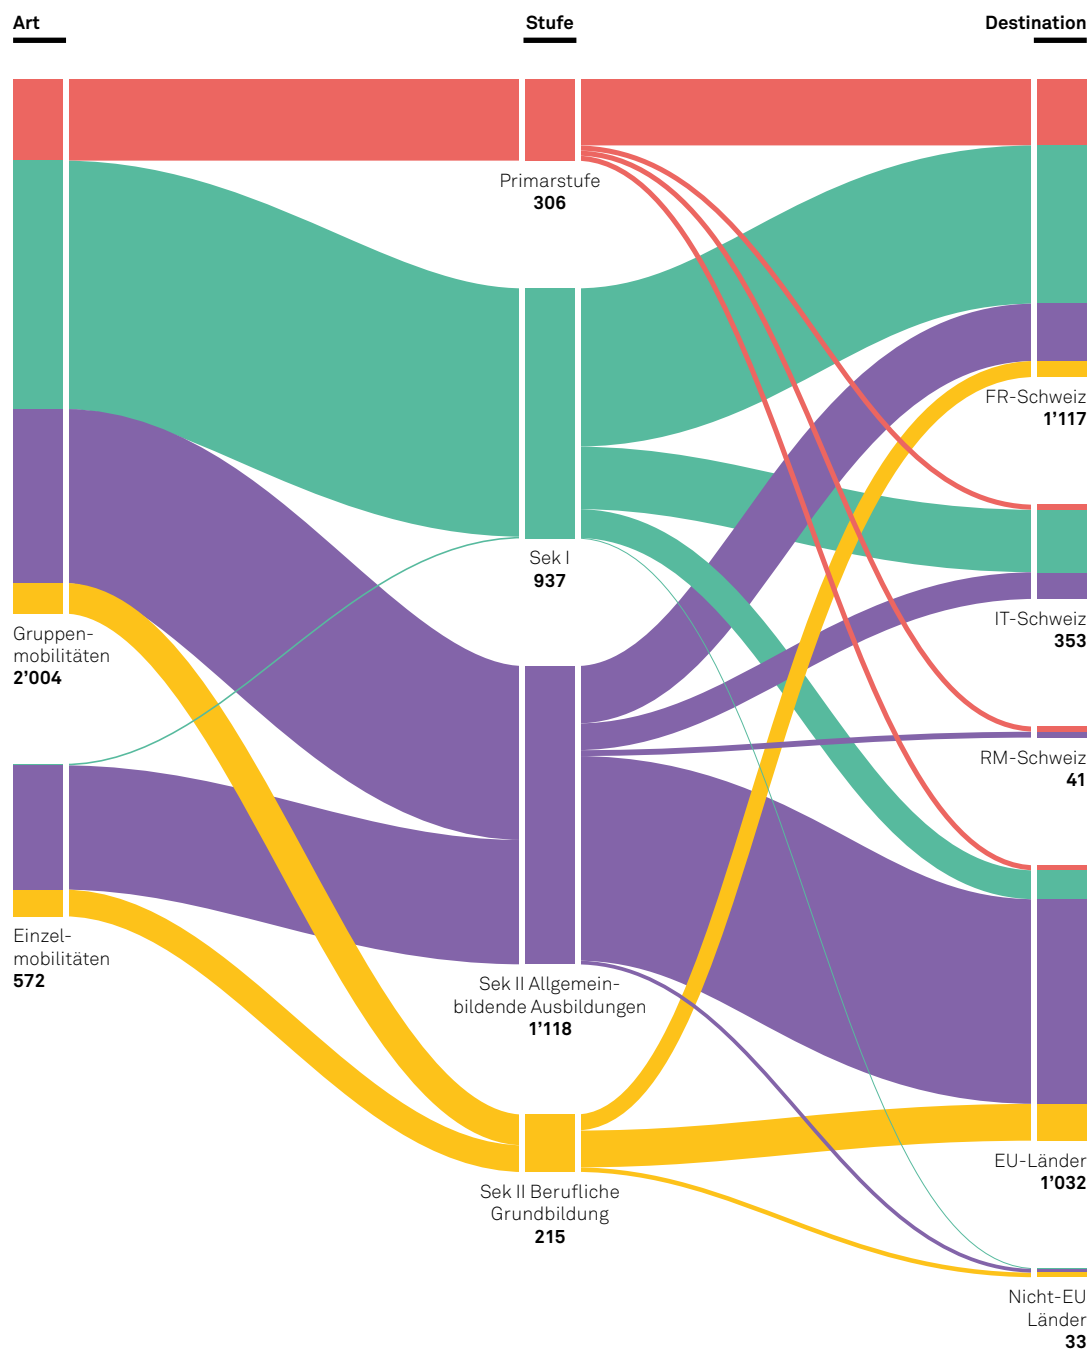 Art
Stufe
Destination
Primarstufe
306
FR-Schweiz
1’117
IT-Schweiz
353
Sek I
937
Gruppen-
mobilitäten
2’004
RM-Schweiz
41
Einzel-
mobilitäten
572
Sek II Allgemein-
bildende Ausbildungen
1’118
EU-Länder
1’032
Sek II Berufliche
Grundbildung
215
Nicht-EU
Länder
33